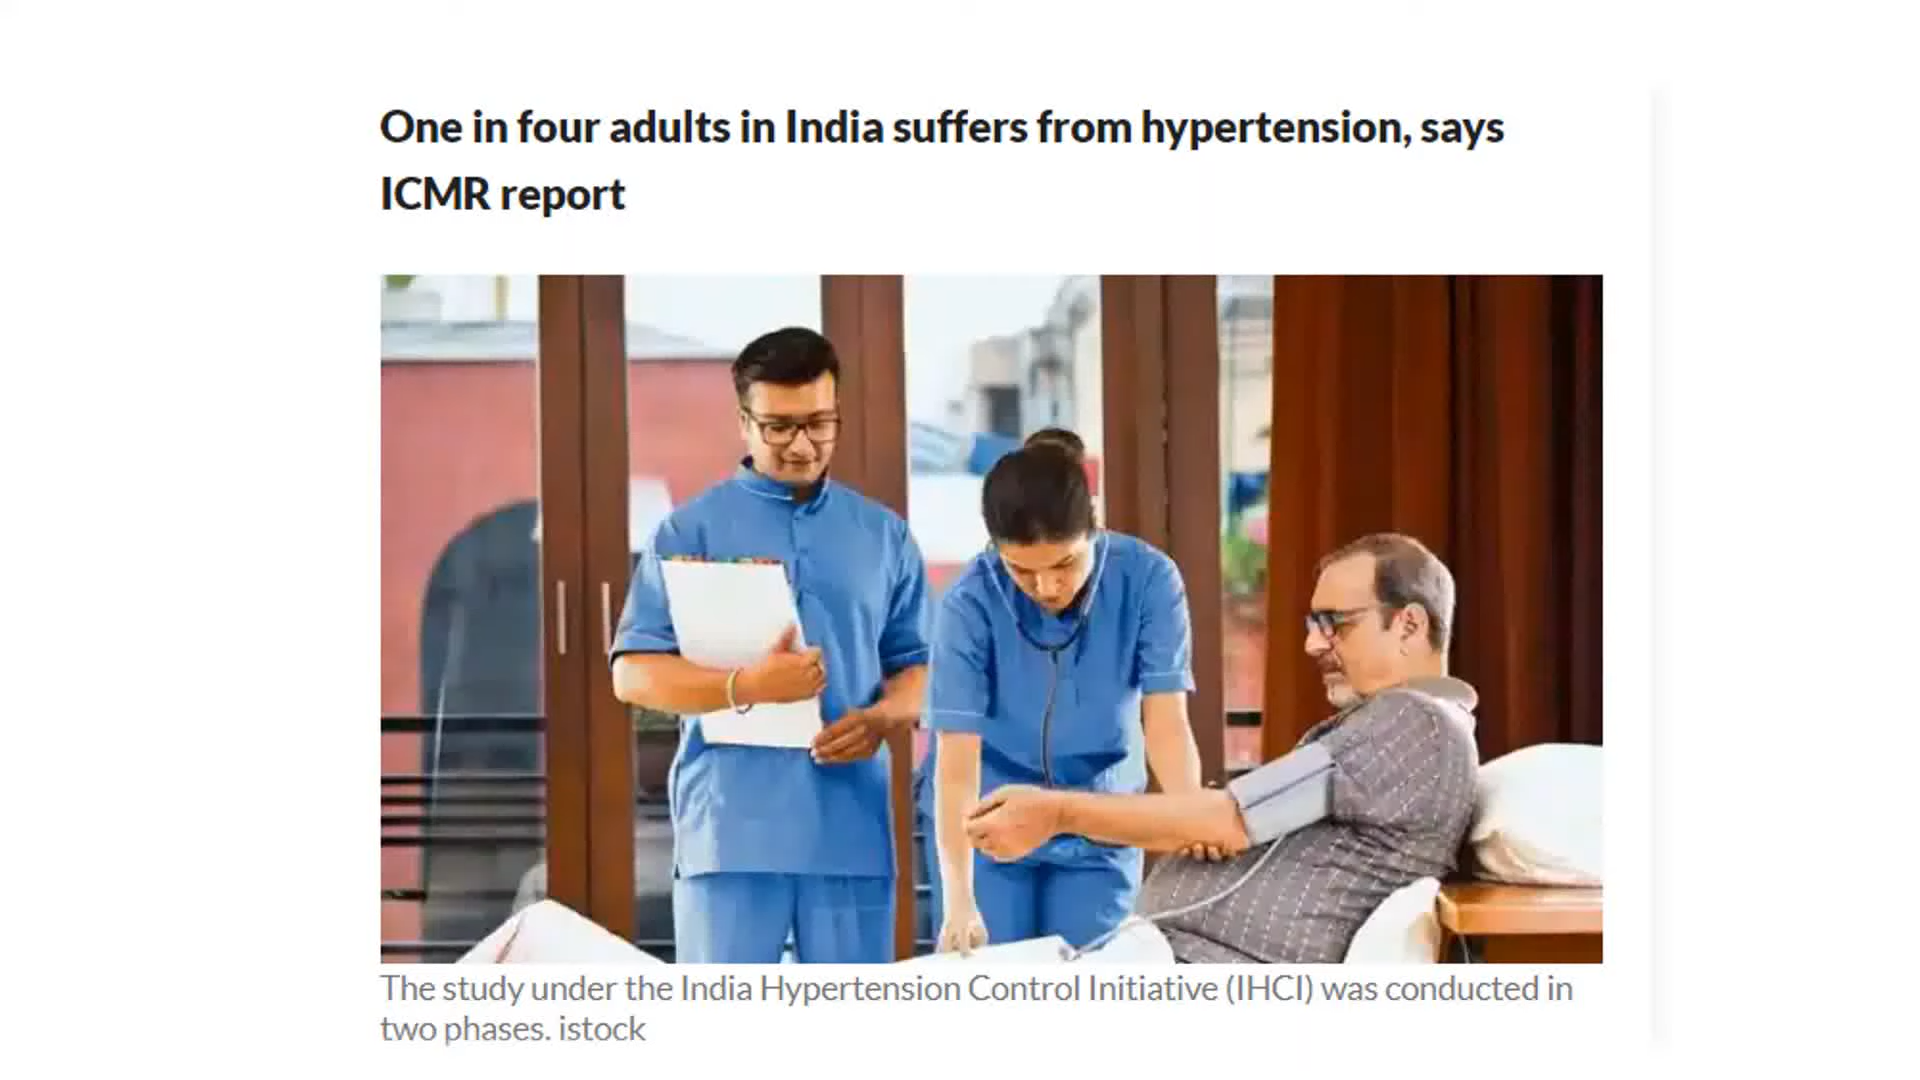 One in four adults in India suffers from hypertension, says
ICMR report
The study under the India Hypertension Control Initiative (IHCI) was conducted in
two phases. istock